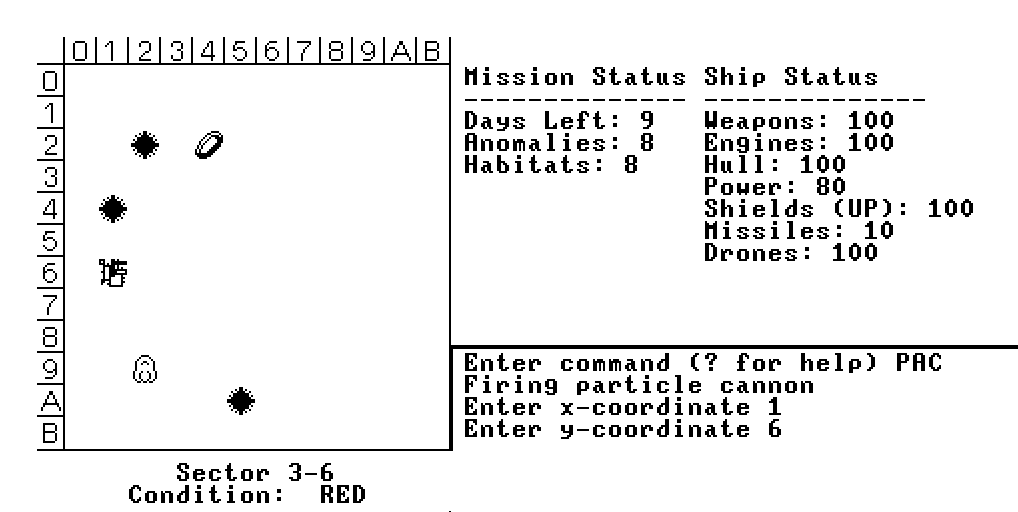 0 1 2 3 4 5 6 7 8 9 A B
0
1
2
3
4
5
6
7
8
9
A
B
Sector 3-6
Condition: RED
Mission Status Ship Status
-------------- --------------
Days Left: 9 Weapons: 100
Anomalies: 8 Engines: 100
Habitats: 8 Hull: 100
Power: 80
Shields (UP): 100
Missiles: 10
Drones: 100
Enter command (? for help) PAC
Firing particle cannon
Enter x-coordinate 1
Enter y-coordinate 6